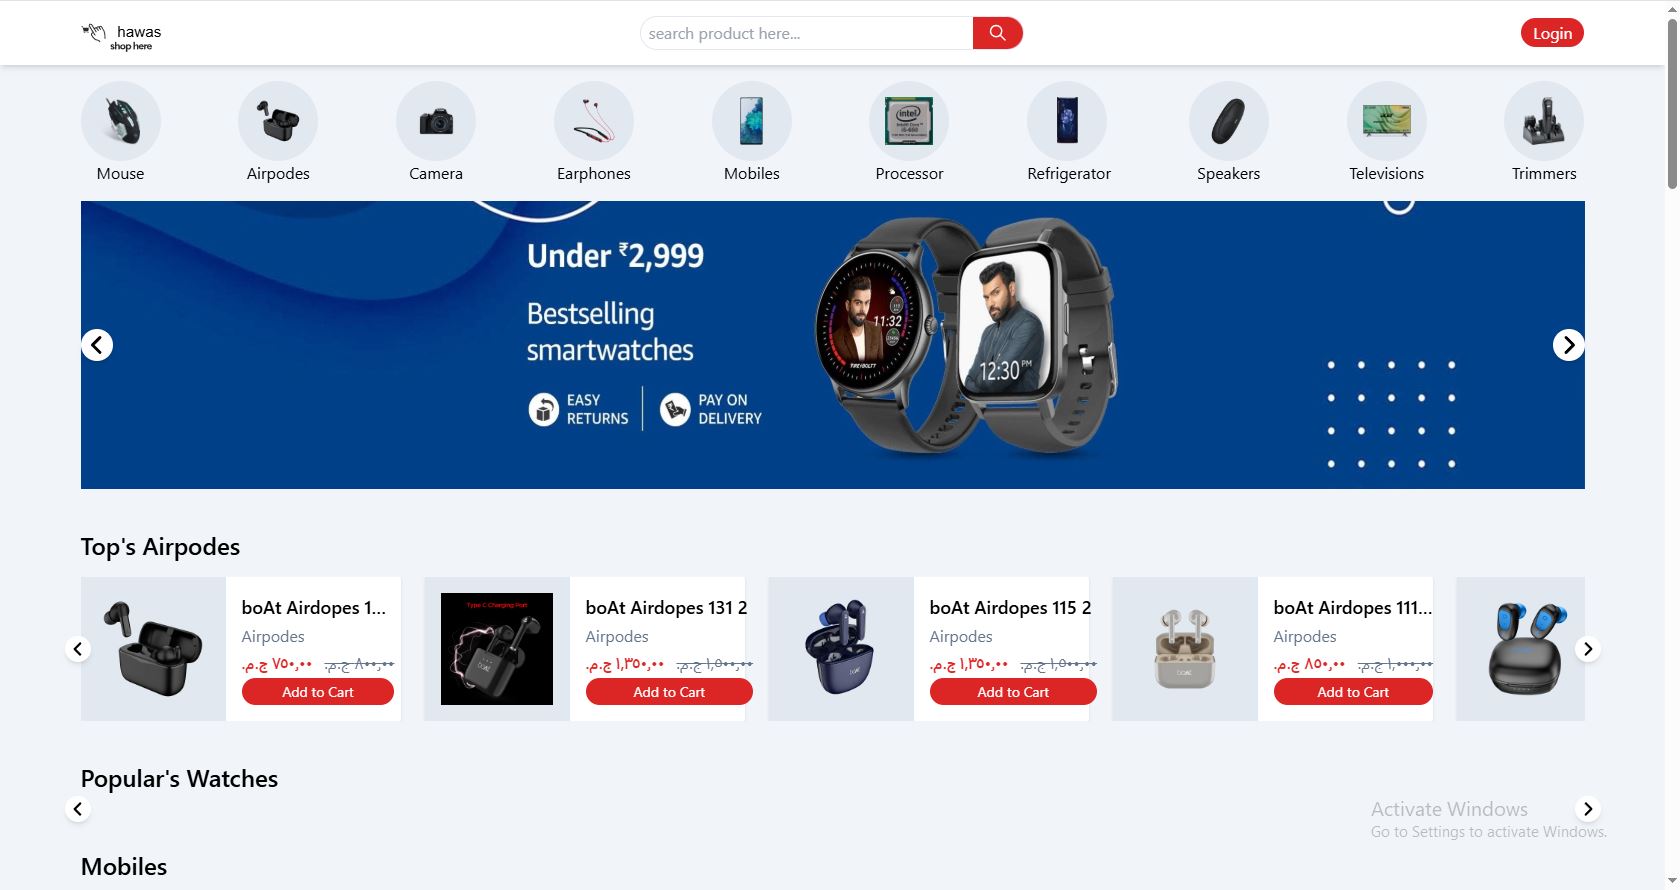 hawas
shop here
search product here...
Login
intel
Mouse
Airpodes
Camera
Earphones
Mobiles
Processor
Refrigerator
Speakers
Televisions
Trimmers
Under ₹2,999
Bestselling
smartwatches
EASY
RETURNS
PAY ON
DELIVERY
11:32
FIRE-BOLTT
12:30 PM
Top's Airpodes
boAt Airdopes 1...
Airpodes
٧٥٠٫٠٠ ج.م.
٨٠٠٫٠٠ ج.م.
Add to Cart
Type C Charging Port
boAt Airdopes 131 2
Airpodes
١٬٣٥٠٫٠٠ ج.م.
١٬٥٠٠٫٠٠ ج.م.
Add to Cart
boAt Airdopes 115 2
Airpodes
١٬٣٥٠٫٠٠ ج.م.
١٬٥٠٠٫٠٠ ج.م.
Add to Cart
boAt Airdopes 111...
Airpodes
٨٥٠٫٠٠ ج.م.
١٬٠٠٠٫٠٠ ج.م.
Add to Cart
Popular's Watches
Activate Windows
Go to Settings to activate Windows.
Mobiles